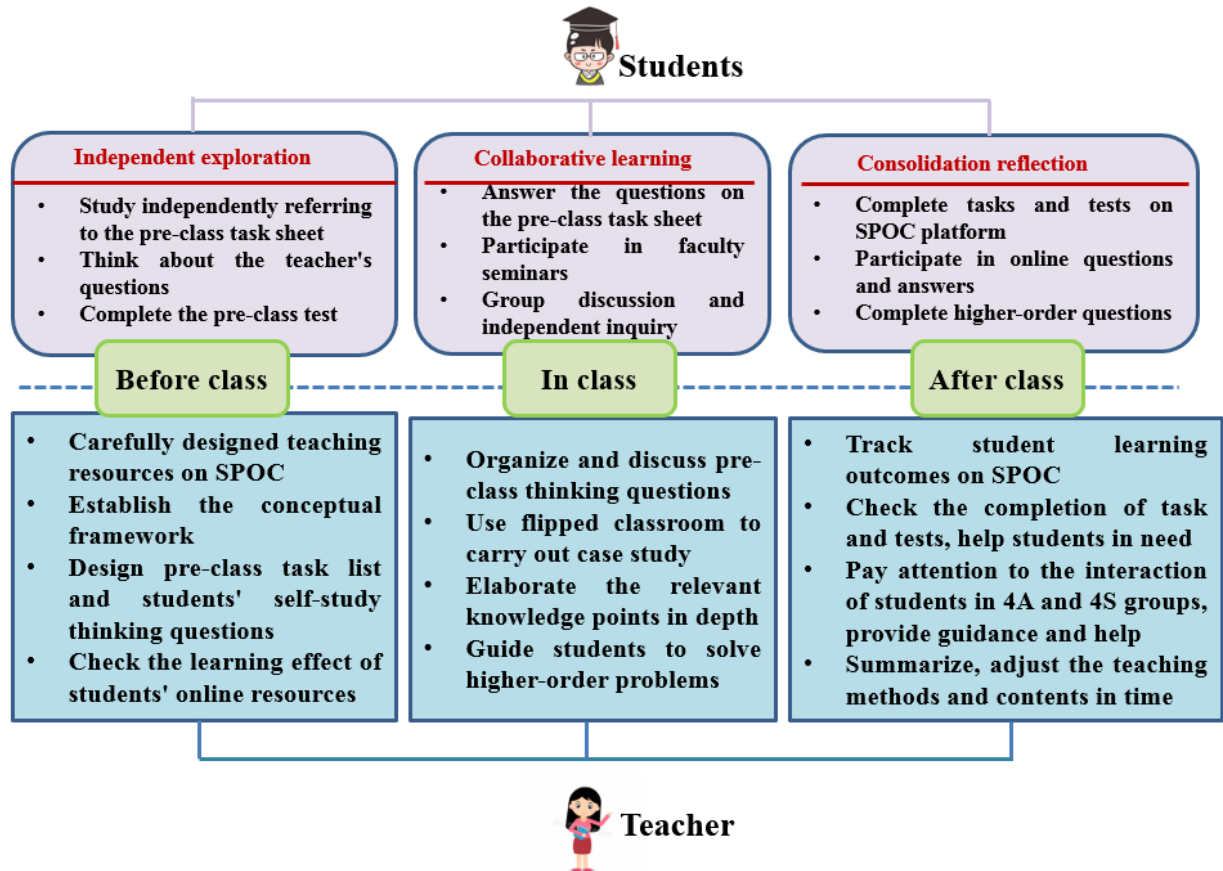 Students
Independent exploration
• Study independently referring
to the pre-class task sheet
• Think about the teacher's
questions
• Complete the pre-class test
Collaborative learning
• Answer the questions on
the pre-class task sheet
• Participate in faculty
seminars
• Group discussion and
independent inquiry
Consolidation reflection
• Complete tasks and tests on
SPOC platform
• Participate in online questions
and answers
• Complete higher-order questions
Before class
In class
After class
• Carefully designed teaching
resources on SPOC
• Establish the conceptual
framework
• Design pre-class task list
and students' self-study
thinking questions
• Check the learning effect of
students' online resources
• Organize and discuss pre-
class thinking questions
• Use flipped classroom to
carry out case study
• Elaborate the relevant
knowledge points in depth
• Guide students to solve
higher-order problems
• Track student learning
outcomes on SPOC
• Check the completion of task
and tests, help students in need
• Pay attention to the interaction
of students in 4A and 4S groups,
provide guidance and help
• Summarize, adjust the teaching
methods and contents in time
Teacher